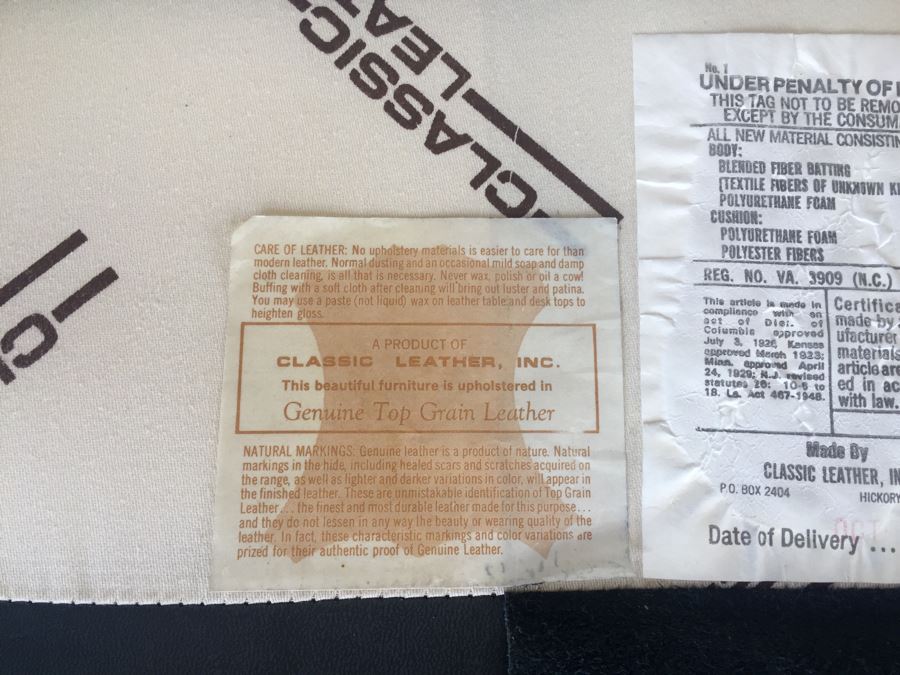 CLASSIC
LEA
CLASSIC
LEA
C
CL
CARE OF LEATHER: No upholstery materials is easier to care for than
modern leather. Normal dusting and an occasional mild soap and damp
cloth cleaning, is all that is necessary. Never wax, polish or oil a cow!
Buffing with a soft cloth after cleaning will bring out luster and patina.
You may use a paste (not liquid) wax on leather table and desk tops to
heighten gloss.
A PRODUCT OF
CLASSIC LEATHER, INC.
This beautiful furniture is upholstered in
Genuine Top Grain Leather
NATURAL MARKINGS: Genuine leather is a product of nature. Natural
markings in the hide, including healed scars and scratches acquired on
the range, as well as lighter and darker variations in color, will appear in
the finished leather. These are unmistakable identification of Top Grain
Leather... the finest and most durable leather made for this purpose...
and they do not lessen in any way the beauty or wearing quality of the
leather. In fact, these characteristic markings and color variations are
prized for their authentic proof of Genuine Leather.
No. 1
UNDER PENALTY OF
THIS TAG NOT TO BE REMO
EXCEPT BY THE CONSUM
ALL NEW MATERIAL CONSISTIN
BODY:
BLENDED FIBER BATTING
(TEXTILE FIBERS OF UNKNOWN KI
POLYURETHANE FOAM
CUSHION:
POLYURETHANE FOAM
POLYESTER FIBERS
REG. NO. VA. 3909 (N.C.)
This article is made in
compliance with an
act of Dist. of
Columbia approved
July 3, 1926, Kansas
approved March 1923;
Minn. approved April
24, 1929; N.J. revised
statutes 26: 10-6 to
18. La. Act 467-1948.
Certifica
made by
ufacturer
materials
article are
ed in ac
with law.
Made By
CLASSIC LEATHER, IN
P.O. BOX 2404 HICKORY
OCT
Date of Delivery ...